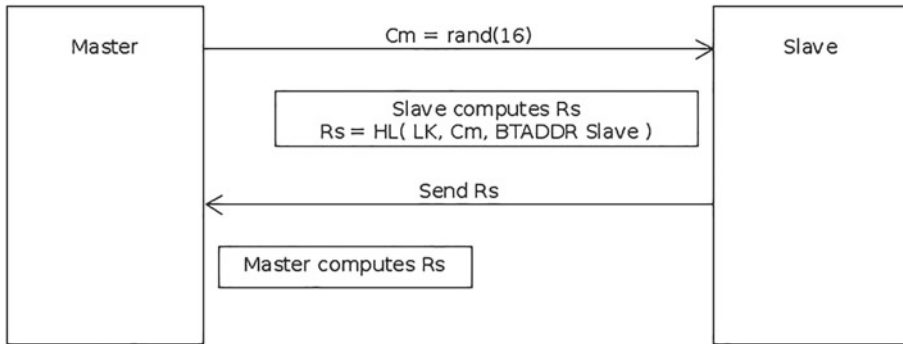 Master
Cm = rand(16)
Slave
Slave computes Rs
Rs = HL( LK, Cm, BTADDR Slave )
Send Rs
Master computes Rs